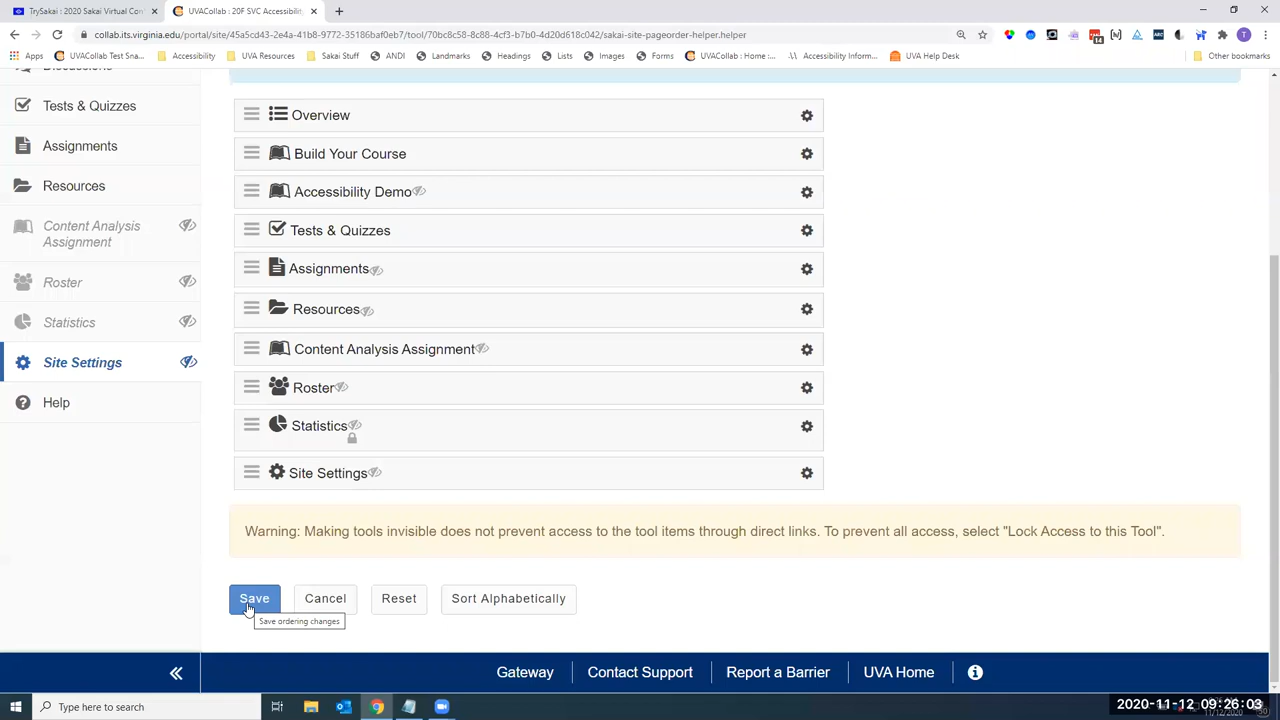 TrySakai : 2020 Sakai Virtual Con
UVACollab : 20F SVC Accessibility
collab.its.virginia.edu/portal/site/45a5cd43-2e4a-41b8-9772-35186baf0eb7/tool/70bc8c58-8c88-4cf3-b7b0-4d20d618c042/sakai-site-pageorder-helper.helper
Apps
UVACollab Test Sna...
Accessibility
UVA Resources
Sakai Stuff
ANDI
Landmarks
Headings
Lists
Images
Forms
UVACollab : Home :...
Accessibility Inform...
UVA Help Desk
Other bookmarks
Tests & Quizzes
Assignments
Resources
Content Analysis
Assignment
Roster
Statistics
Site Settings
Help
Overview
Build Your Course
Accessibility Demo
Tests & Quizzes
Assignments
Resources
Content Analysis Assignment
Roster
Statistics
Site Settings
Warning: Making tools invisible does not prevent access to the tool items through direct links. To prevent all access, select "Lock Access to this Tool".
Save
Cancel
Reset
Sort Alphabetically
Save ordering changes
Gateway
Contact Support
Report a Barrier
UVA Home
Type here to search
2020-11-12 09:26:03